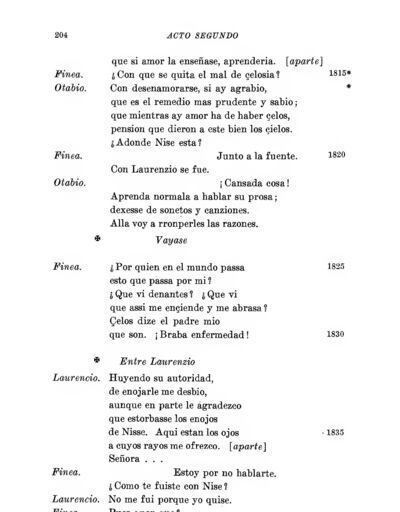 204 ACTO SEGUNDO
que si amor la enseñase, aprenderia. [aparte]
Finea. ¿Con que se quita el mal de çelosia? 1815*
Otabio. Con desenamorarse, si ay agrabio, *
que es el remedio mas prudente y sabio;
que mientras ay amor ha de haber çelos,
pension que dieron a este bien los çielos.
¿Adonde Nise esta?
Finea. Junto a la fuente. 1820
Con Laurenzio se fue.
Otabio. ¡Cansada cosa!
Aprenda normala a hablar su prosa;
dexesse de sonetos y canziones.
Alla voy a rronperles las razones.
✠ Vayase
Finea. ¿Por quien en el mundo passa 1825
esto que passa por mi?
¿Que vi denantes? ¿Que vi
que assi me ençiende y me abrasa?
Çelos dize el padre mio
que son. ¡Braba enfermedad! 1830
✠ Entre Laurenzio
Laurencio. Huyendo su autoridad,
de enojarle me desbio,
aunque en parte le agradezco
que estorbasse los enojos
de Nisse. Aqui estan los ojos 1835
a cuyos rayos me ofrezco. [aparte]
Señora . . .
Finea. Estoy por no hablarte.
¿Como te fuiste con Nise?
Laurencio. No me fui porque yo quise.
Finea.